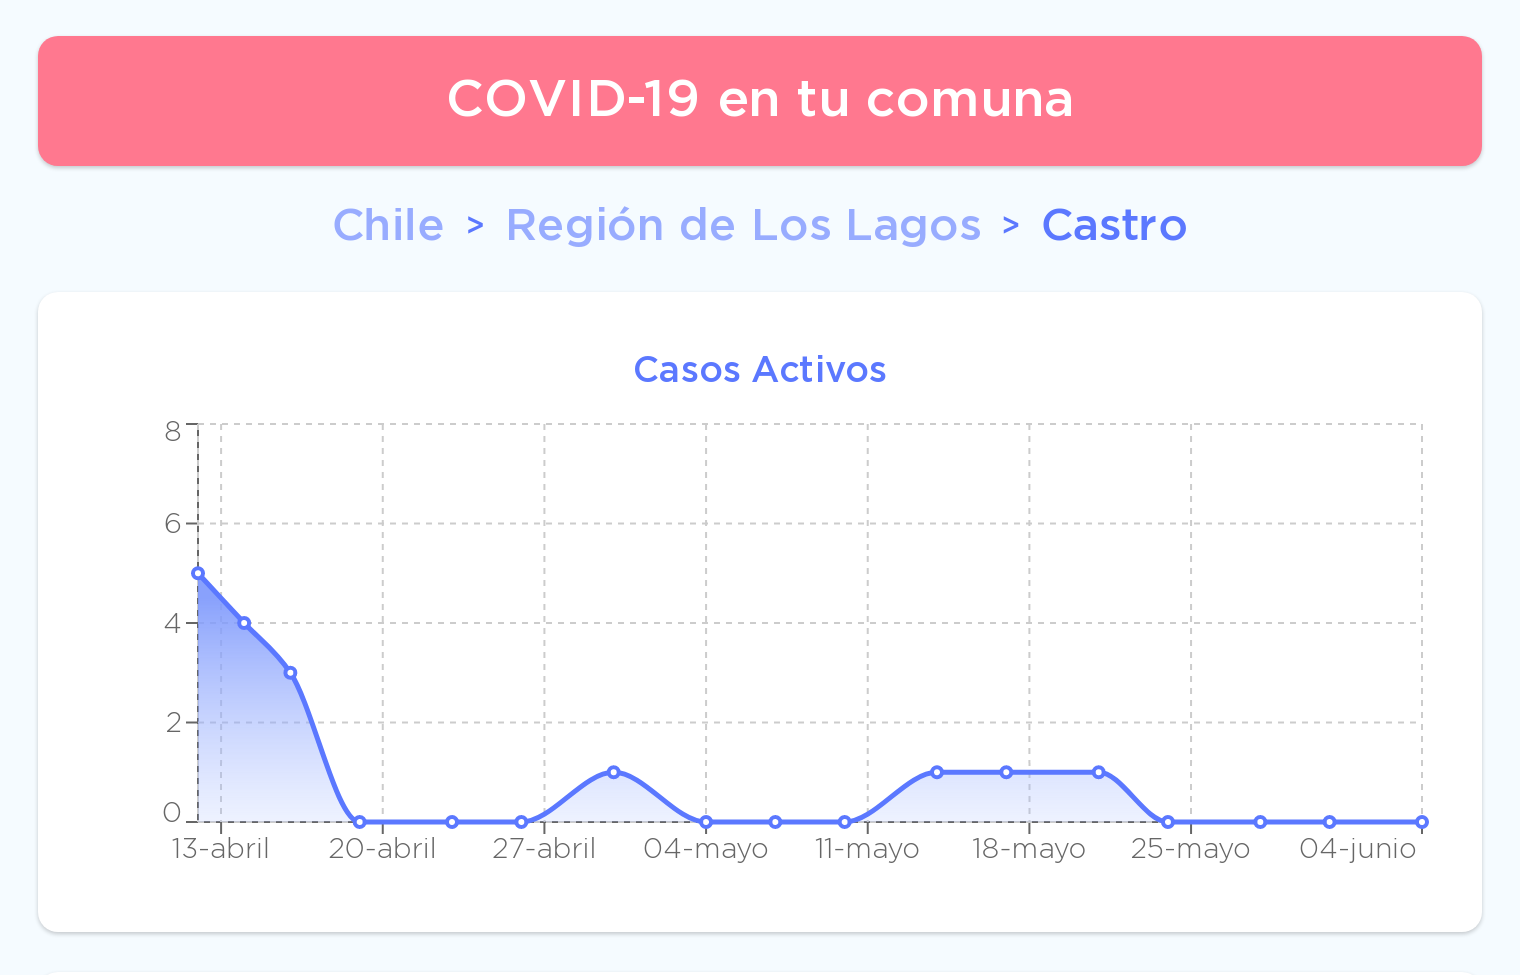 COVID-19 en tu comuna
Chile > Región de Los Lagos > Castro
Casos Activos
8
6
4
2
0
13-abril 20-abril 27-abril 04-mayo 11-mayo 18-mayo 25-mayo 04-junio